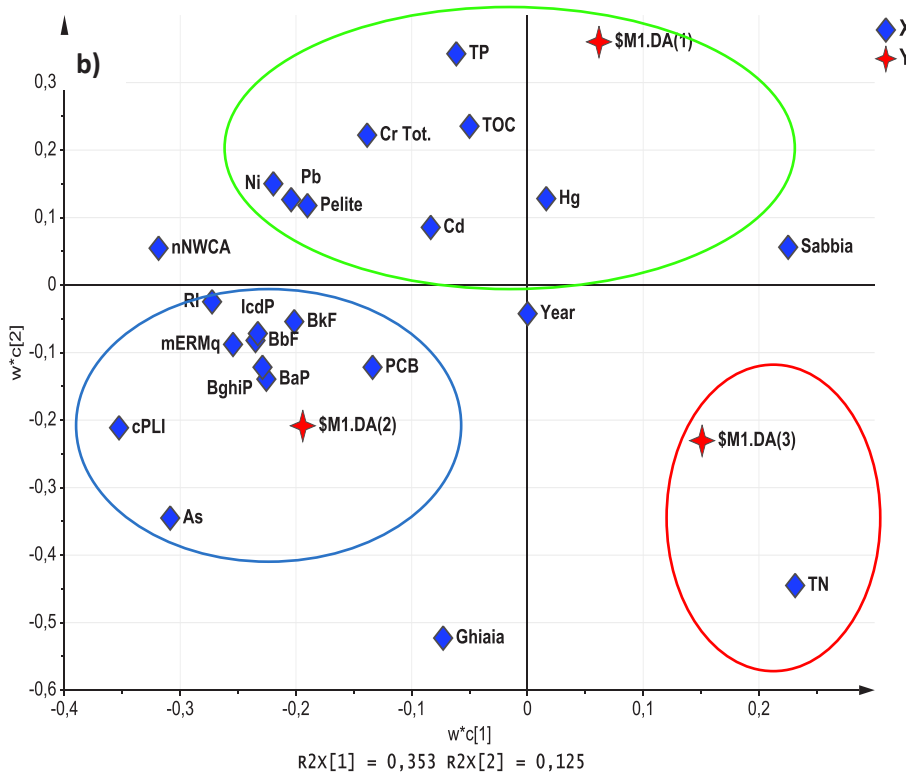 b)
X
Y
TP
$M1.DA(1)
0,3
Cr Tot.
TOC
0,2
Ni
Pb
Pelite
Hg
0,1
Cd
nNWCA
Sabbia
0
RI
IcdP
BkF
Year
mERMq
BbF
-0,1
BghiP
BaP
PCB
-0,2
cPLI
$M1.DA(2)
$M1.DA(3)
-0,3
As
-0,4
TN
-0,5
Ghiaia
-0,6
w*c[2]
-0,4
-0,3
-0,2
-0,1
0
0,1
0,2
w*c[1]
R2X[1] = 0,353 R2X[2] = 0,125